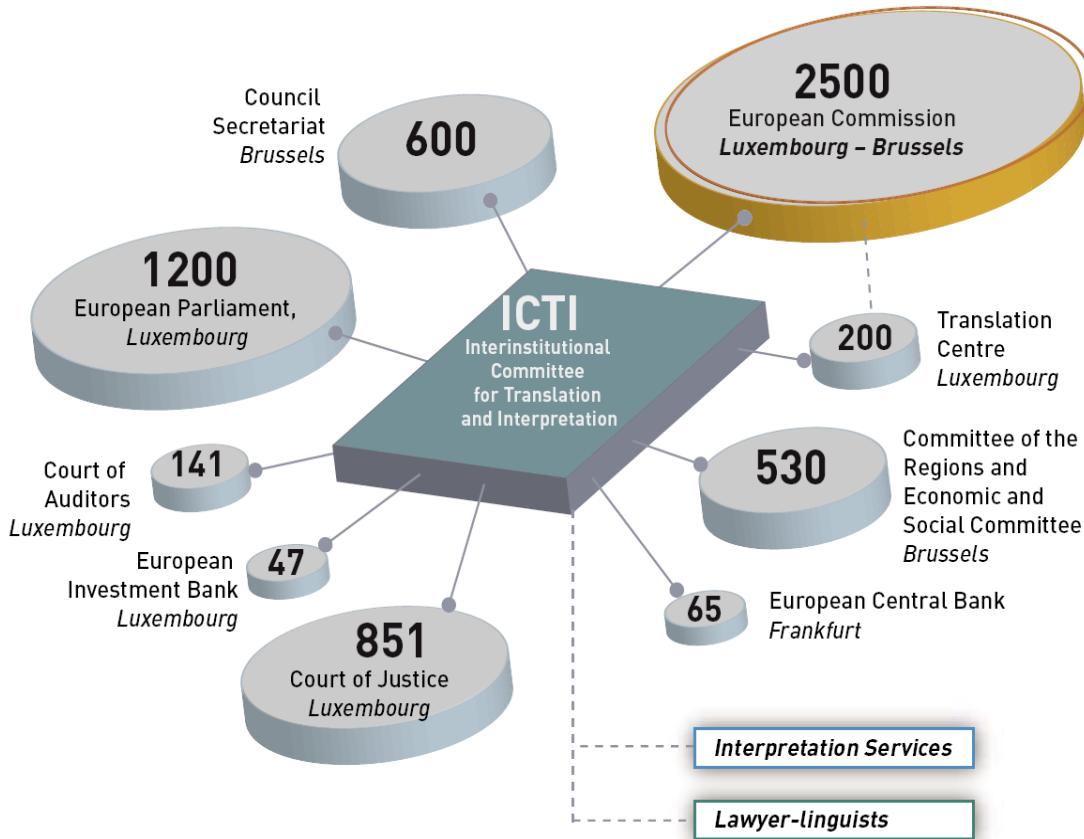 2500
European Commission
Luxembourg – Brussels
Council
Secretariat
Brussels
600
1200
European Parliament,
Luxembourg
ICTI
Interinstitutional
Committee
for Translation
and Interpretation
200
Translation
Centre
Luxembourg
530
Committee of the
Regions and
Economic and
Social Committee
Brussels
141
Court of
Auditors
Luxembourg
47
European
Investment Bank
Luxembourg
65
European Central Bank
Frankfurt
851
Court of Justice
Luxembourg
Interpretation Services
Lawyer-linguists